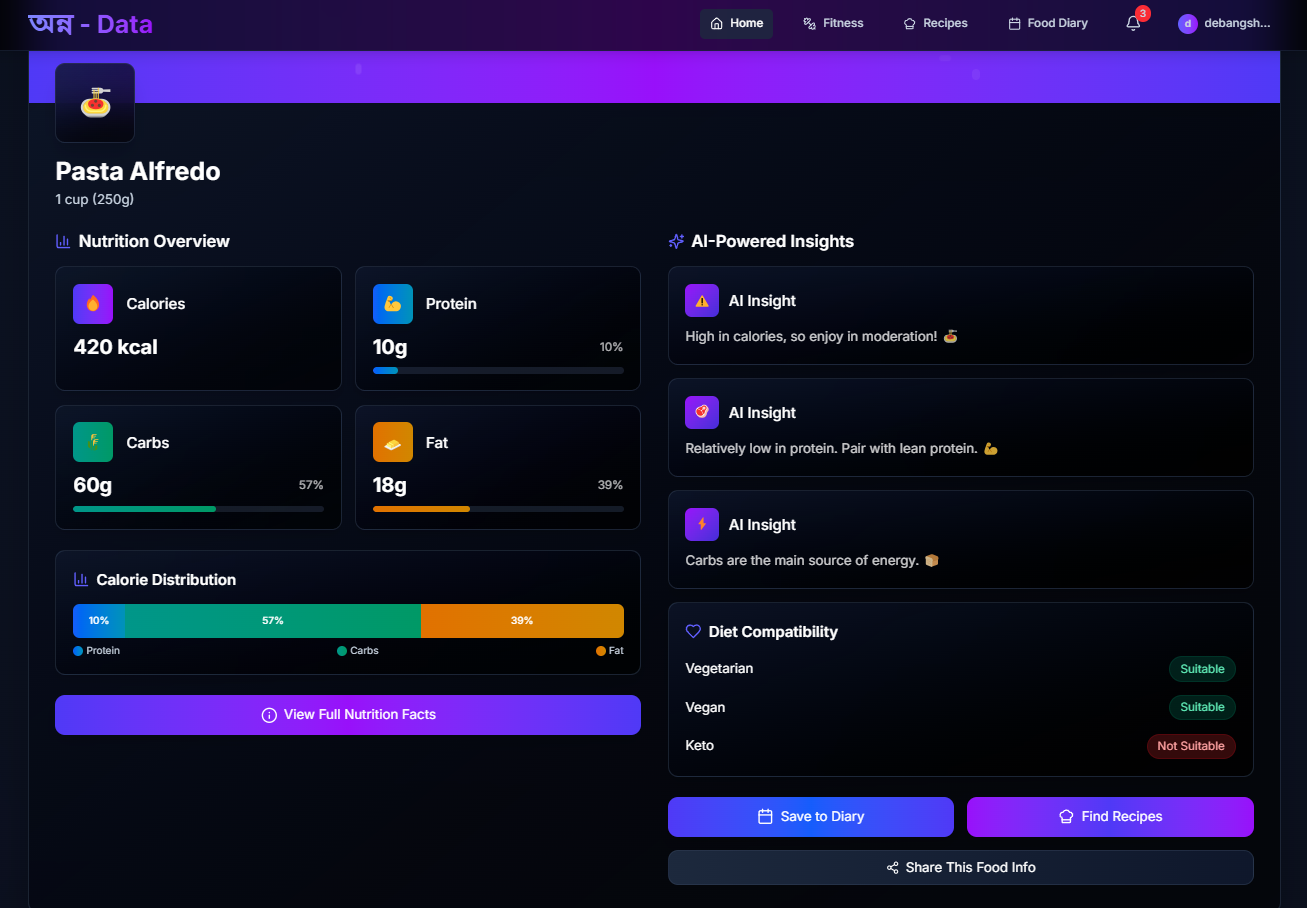 অন্ন - Data
Home
Fitness
Recipes
Food Diary
3
d
debangsh...
Pasta Alfredo
1 cup (250g)
Nutrition Overview
Calories
420 kcal
Protein
10g
10%
Carbs
60g
57%
Fat
18g
39%
Calorie Distribution
10%
57%
39%
Protein
Carbs
Fat
View Full Nutrition Facts
AI-Powered Insights
AI Insight
High in calories, so enjoy in moderation! 🍝
AI Insight
Relatively low in protein. Pair with lean protein. 💪
AI Insight
Carbs are the main source of energy. 🍞
Diet Compatibility
Vegetarian
Suitable
Vegan
Suitable
Keto
Not Suitable
Save to Diary
Find Recipes
Share This Food Info